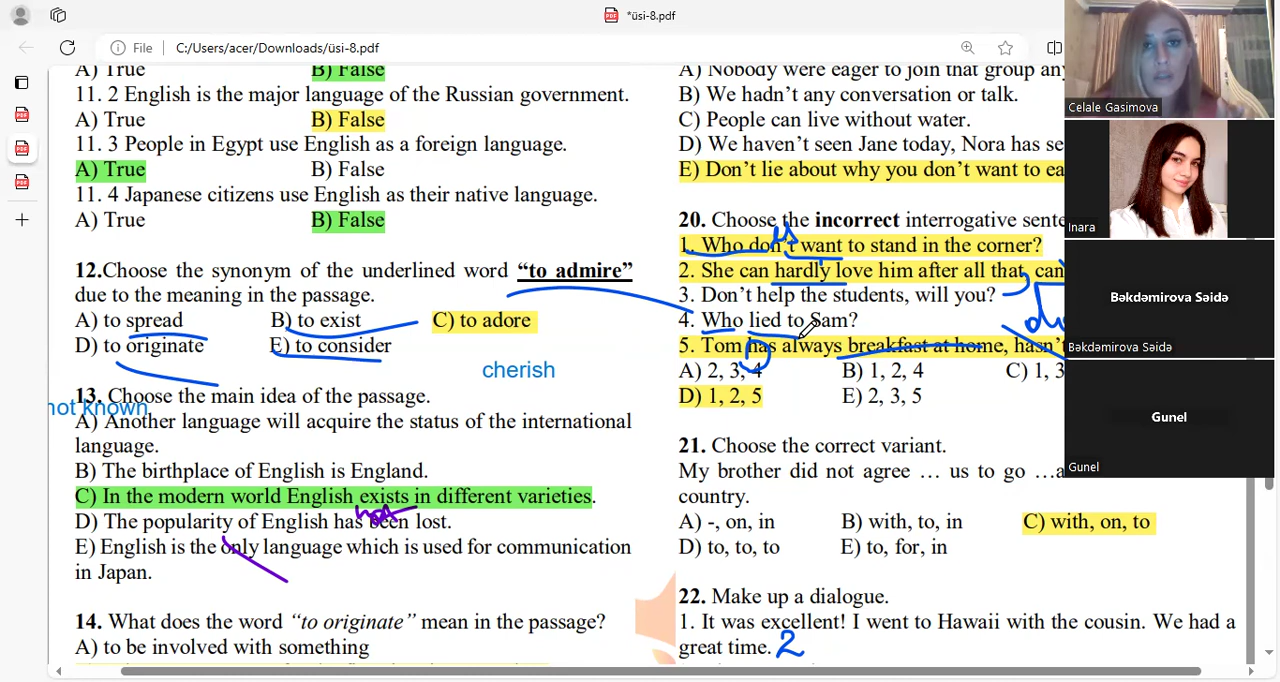 *üsi-8.pdf
File C:/Users/acer/Downloads/üsi-8.pdf
A) True B) False
11. 2 English is the major language of the Russian government.
A) True B) False
11. 3 People in Egypt use English as a foreign language.
A) True B) False
11. 4 Japanese citizens use English as their native language.
A) True B) False
12.Choose the synonym of the underlined word "to admire"
due to the meaning in the passage.
A) to spread B) to exist C) to adore
D) to originate E) to consider
cherish
13. Choose the main idea of the passage.
not known
A) Another language will acquire the status of the international
language.
B) The birthplace of English is England.
C) In the modern world English exists in different varieties.
not
D) The popularity of English has been lost.
E) English is the only language which is used for communication
in Japan.
14. What does the word "to originate" mean in the passage?
A) to be involved with something
A) Nobody were eager to join that group
B) We hadn't any conversation or talk.
C) People can live without water.
D) We haven't seen Jane today, Nora has
E) Don't lie about why you don't want to
20. Choose the incorrect interrogative
1. Who don't want to stand in the corner?
2. She can hardly love him after all that, can
3. Don't help the students, will you?
4. Who lied to Sam?
5. Tom has always breakfast at home,
A) 2, 3, 4 B) 1, 2, 4 C) 1, 3
D) 1, 2, 5 E) 2, 3, 5
21. Choose the correct variant.
My brother did not agree … us to go …
country.
A) -, on, in B) with, to, in C) with, on, to
D) to, to, to E) to, for, in
22. Make up a dialogue.
1. It was excellent! I went to Hawaii with the cousin. We had a
great time. 2
Celale Gasimova
Inara
Bəkdəmirova Səidə
Bəkdəmirova Səidə
Gunel
Gunel